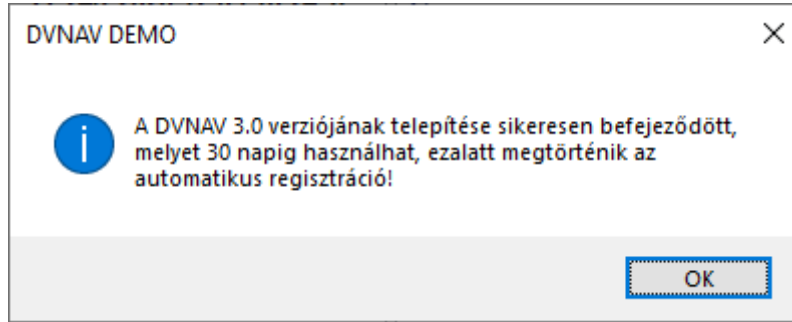 DVNAV DEMO
A DVNAV 3.0 verziójának telepítése sikeresen befejeződött,
melyet 30 napig használhat, ezalatt megtörténik az
automatikus regisztráció!
OK